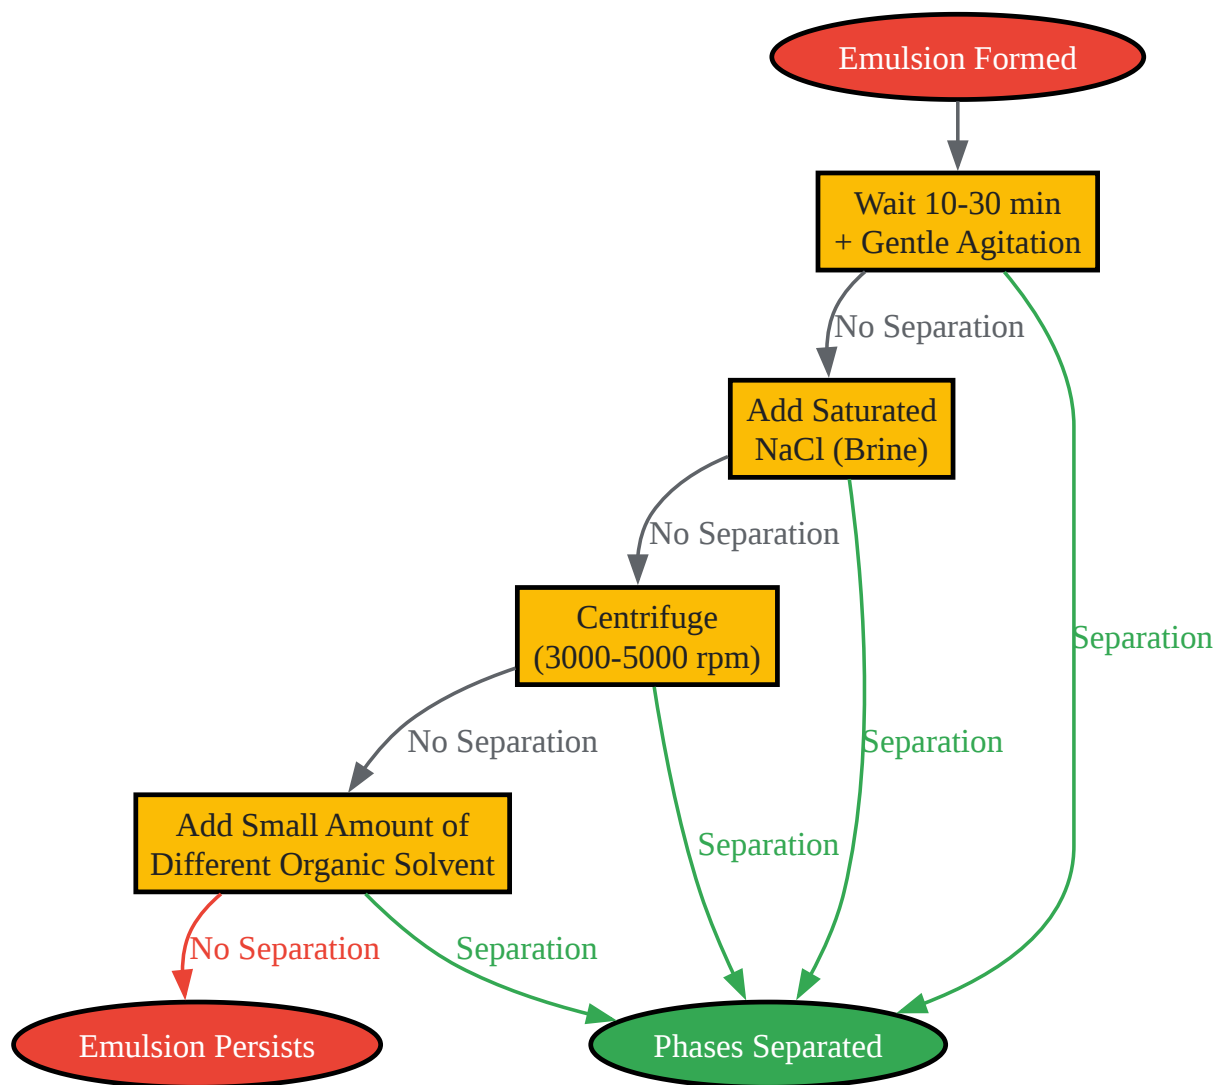 Emulsion Formed
Wait 10-30 min
+ Gentle Agitation
No Separation
Add Saturated
NaCl (Brine)
No Separation
Centrifuge
(3000-5000 rpm)
Separation
No Separation
Separation
Add Small Amount of
Different Organic Solvent
Separation
No Separation
Separation
Emulsion Persists
Phases Separated